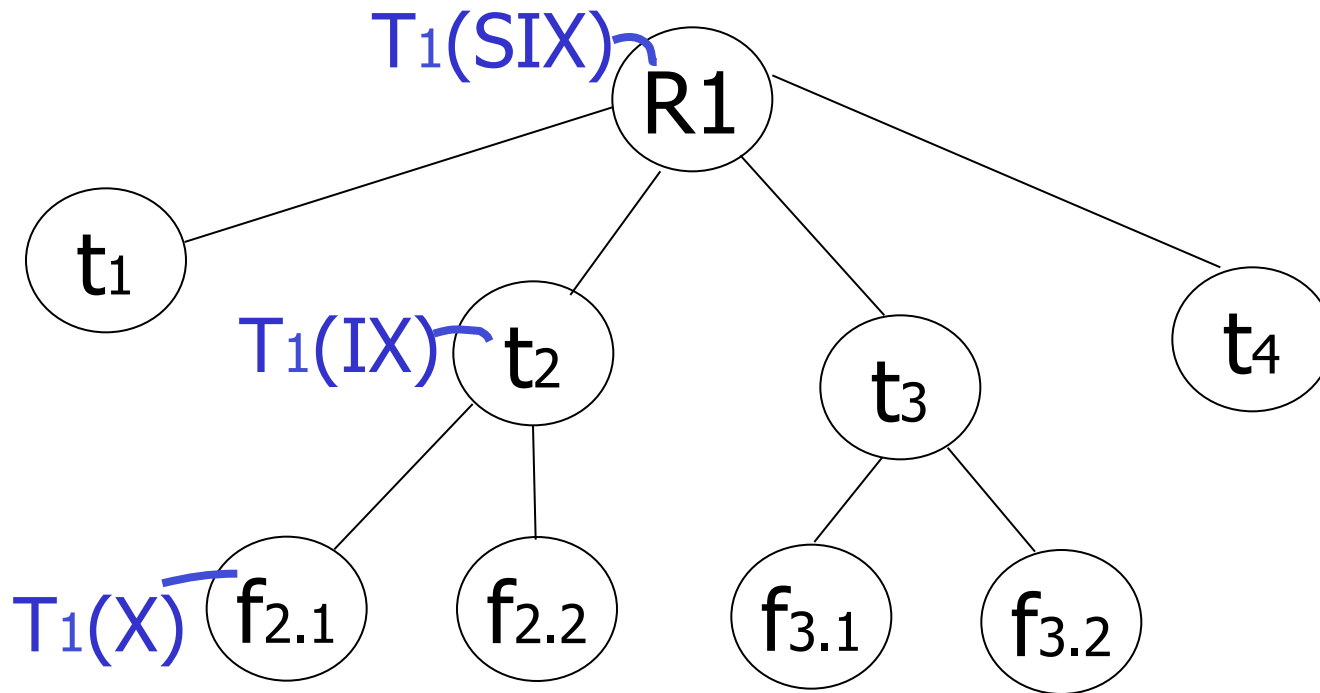 T1(SIX)
R1
t1
T1(IX)
t2
t3
t4
T1(X)
f2.1
f2.2
f3.1
f3.2